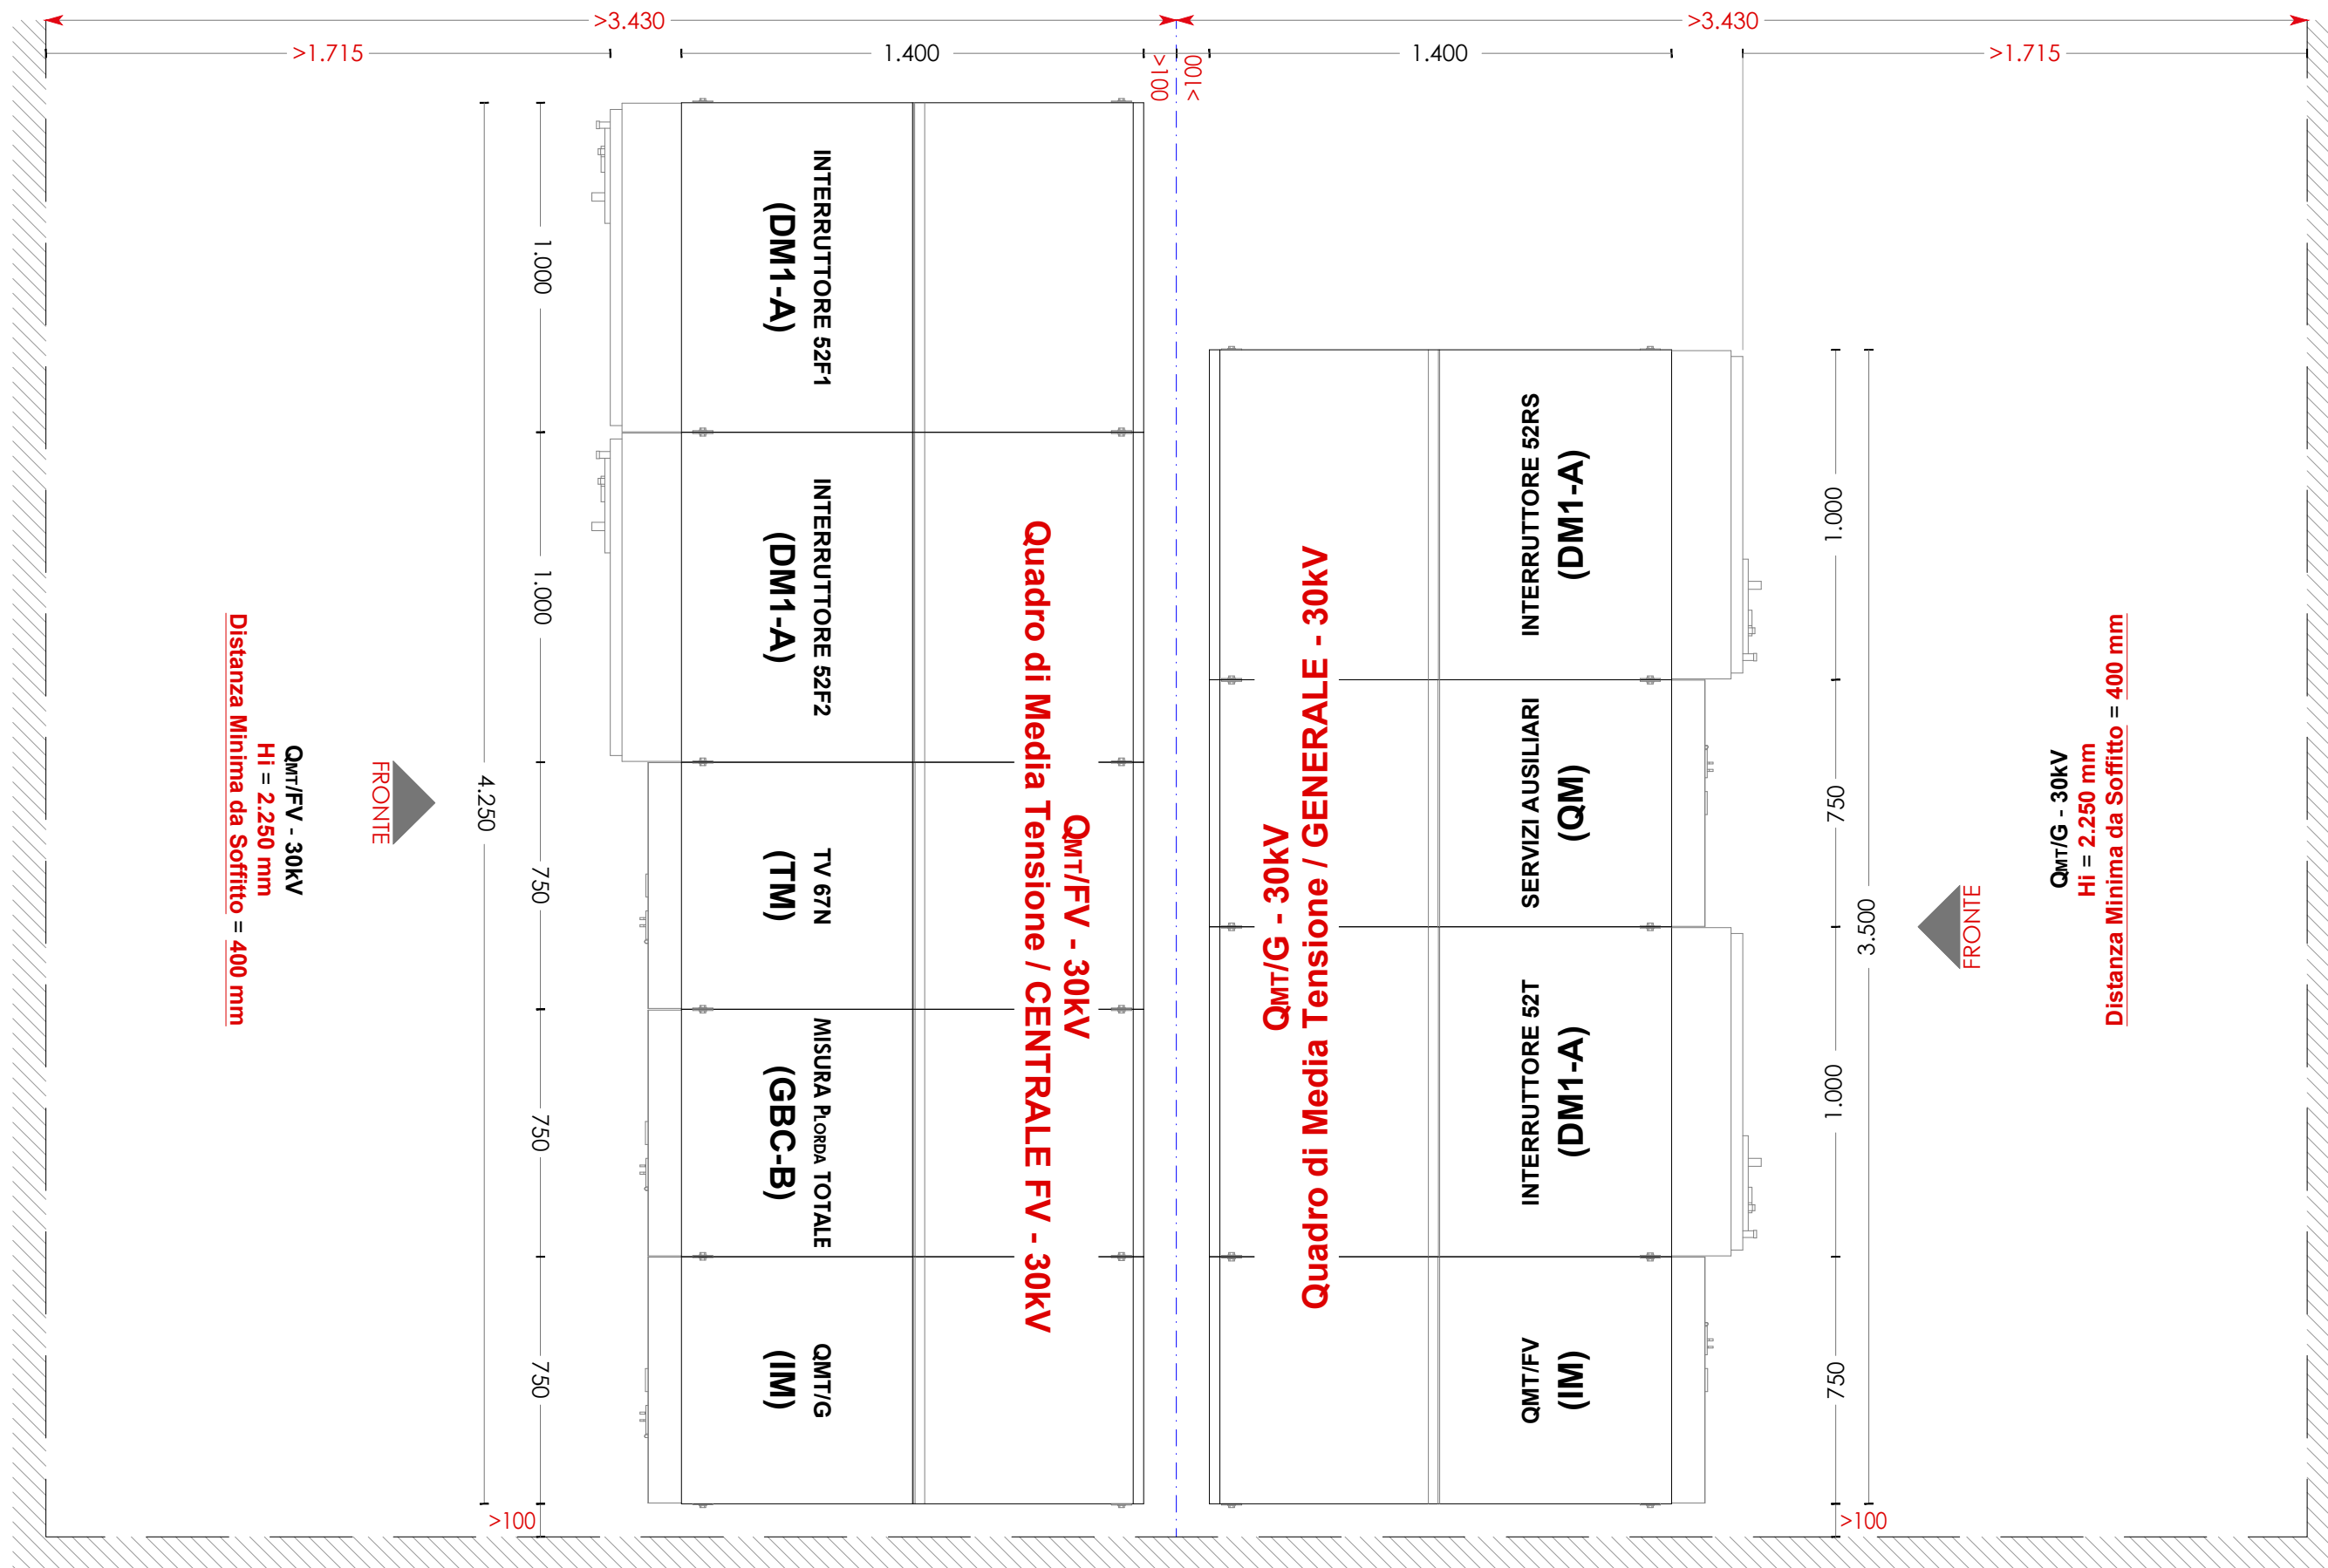 >3.430
>3.430
>1.715
1.400
>100
>100
1.400
>1.715
INTERRUTTORE 52F1
(DM1-A)
1.000
INTERRUTTORE 52F2
(DM1-A)
1.000
TV 67N
(TM)
750
MISURA PLORDA TOTALE
(GBC-B)
750
QMT/G
(IM)
750
4.250
>100
FRONTE
QMT/FV - 30kV
Hi = 2.250 mm
Distanza Minima da Soffitto = 400 mm
QMT/FV - 30kV
Quadro di Media Tensione / CENTRALE FV - 30kV
QMT/G - 30kV
Quadro di Media Tensione / GENERALE - 30kV
INTERRUTTORE 52RS
(DM1-A)
1.000
SERVIZI AUSILIARI
(QM)
750
INTERRUTTORE 52T
(DM1-A)
1.000
QMT/FV
(IM)
750
3.500
>100
FRONTE
QMT/G - 30kV
Hi = 2.250 mm
Distanza Minima da Soffitto = 400 mm